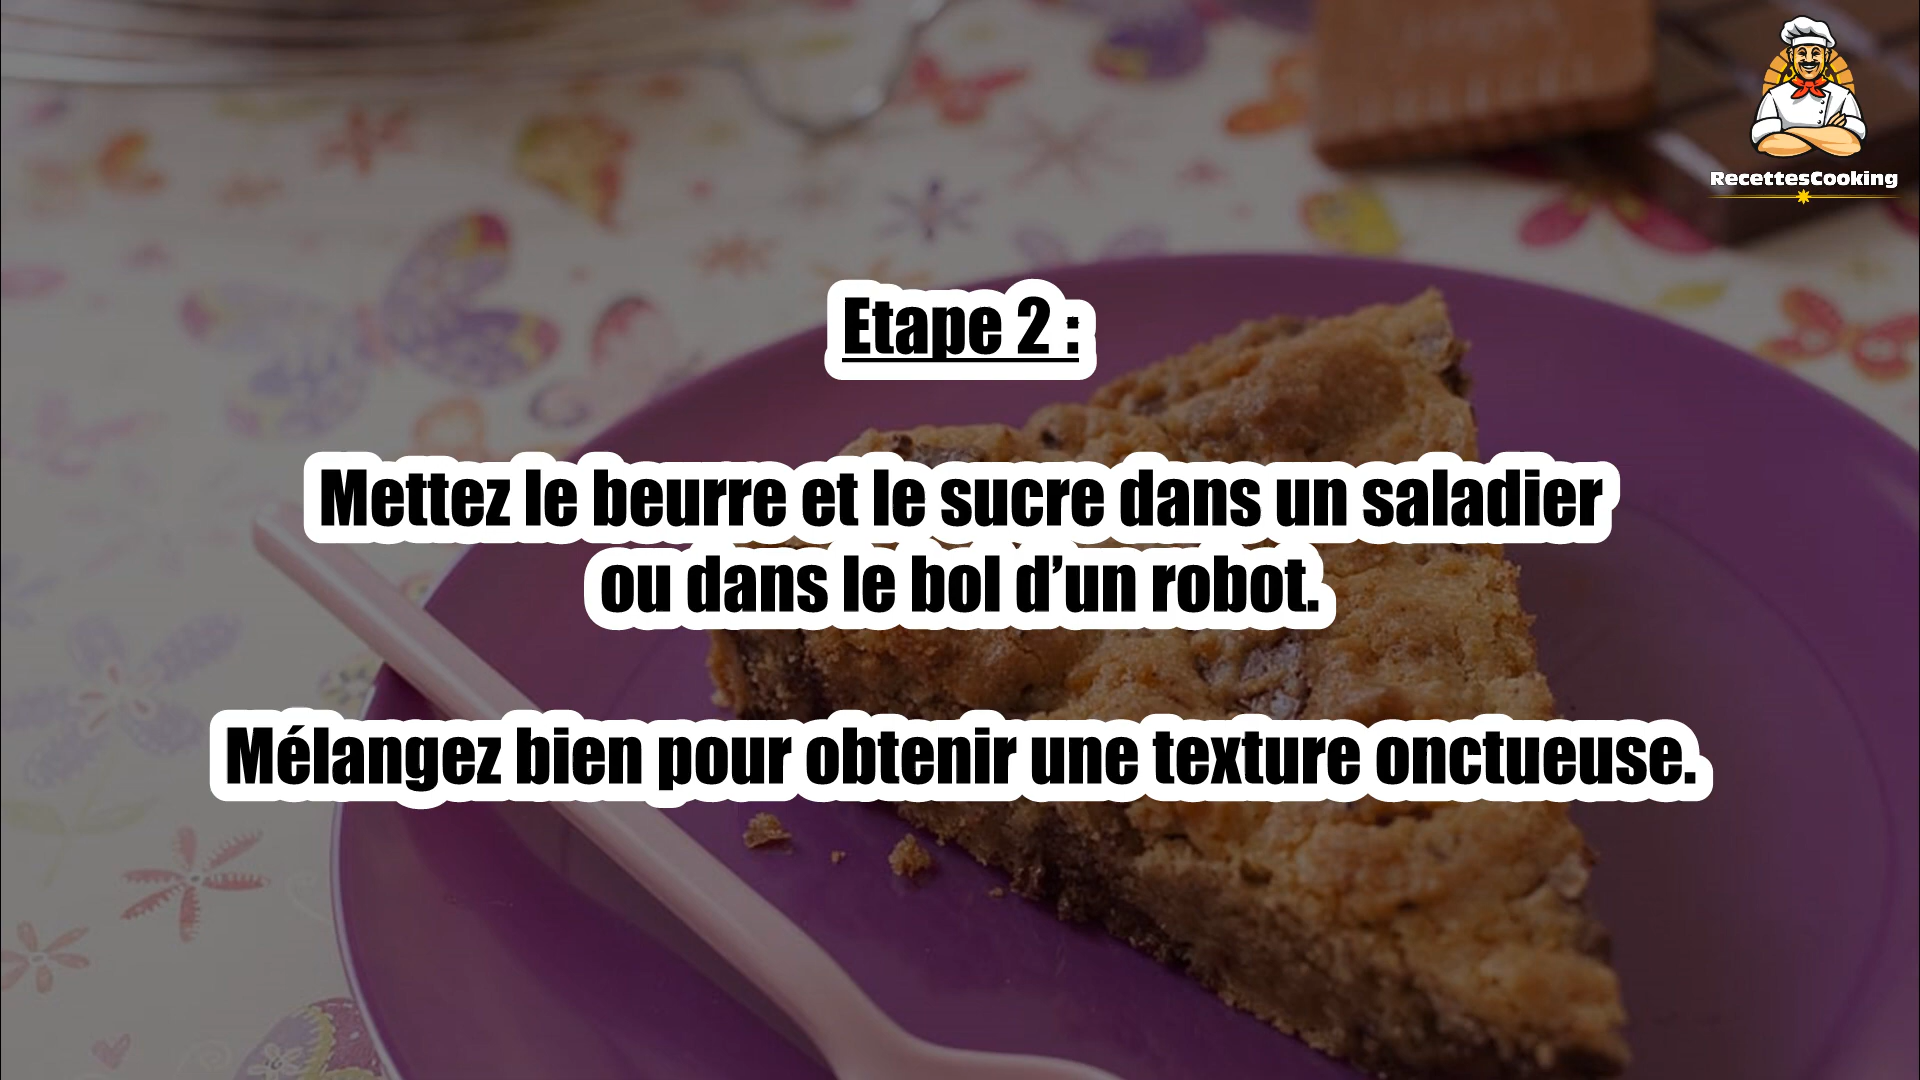 RecettesCooking
Etape 2 :
Mettez le beurre et le sucre dans un saladier
ou dans le bol d’un robot.
Mélangez bien pour obtenir une texture onctueuse.